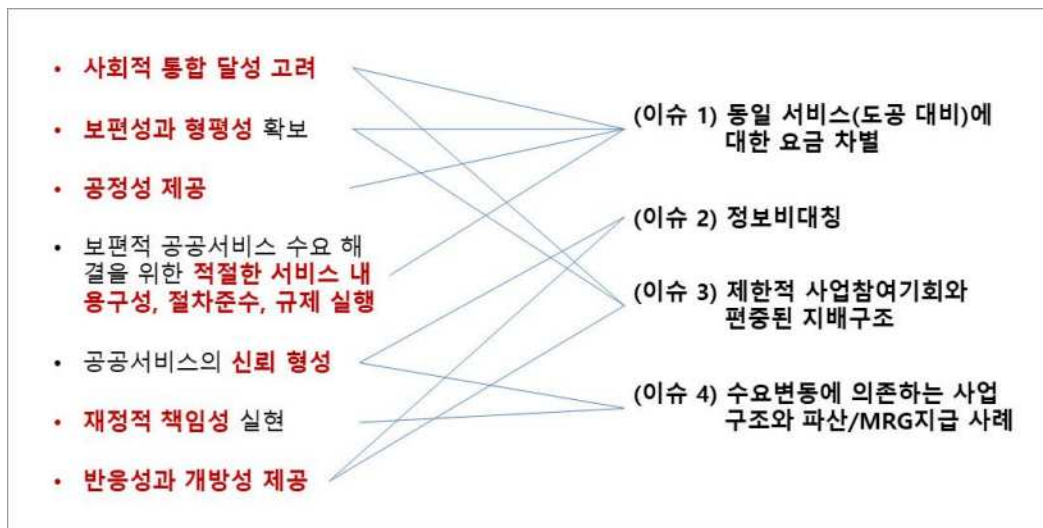 • 사회적 통합 달성 고려
• 보편성과 형평성 확보
• 공정성 제공
• 보편적 공공서비스 수요 해
결을 위한 적절한 서비스 내
용구성, 절차준수, 규제 실행
• 공공서비스의 신뢰 형성
• 재정적 책임성 실현
• 반응성과 개방성 제공
(이슈 1) 동일 서비스(도공 대비)에
대한 요금 차별
(이슈 2) 정보비대칭
(이슈 3) 제한적 사업참여기회와
편중된 지배구조
(이슈 4) 수요변동에 의존하는 사업
구조와 파산/MRG지급 사례